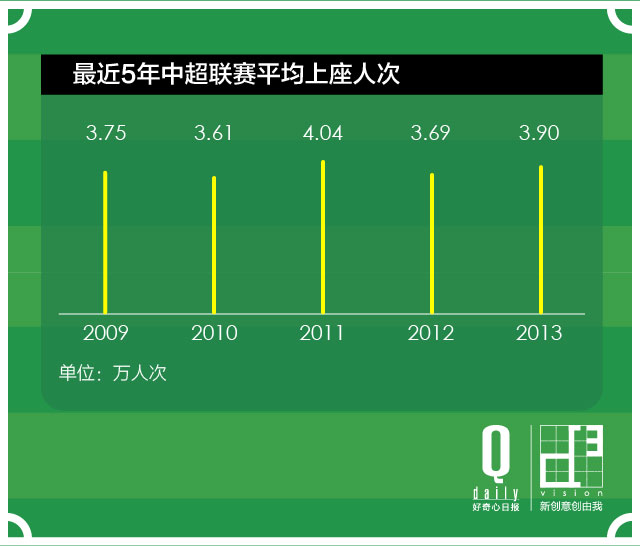 最近5年中超联赛平均上座人次
3.75 3.61 4.04 3.69 3.90
2009 2010 2011 2012 2013
单位：万人次
Q
daily
好奇心日报
d3
vision
新创意创由我